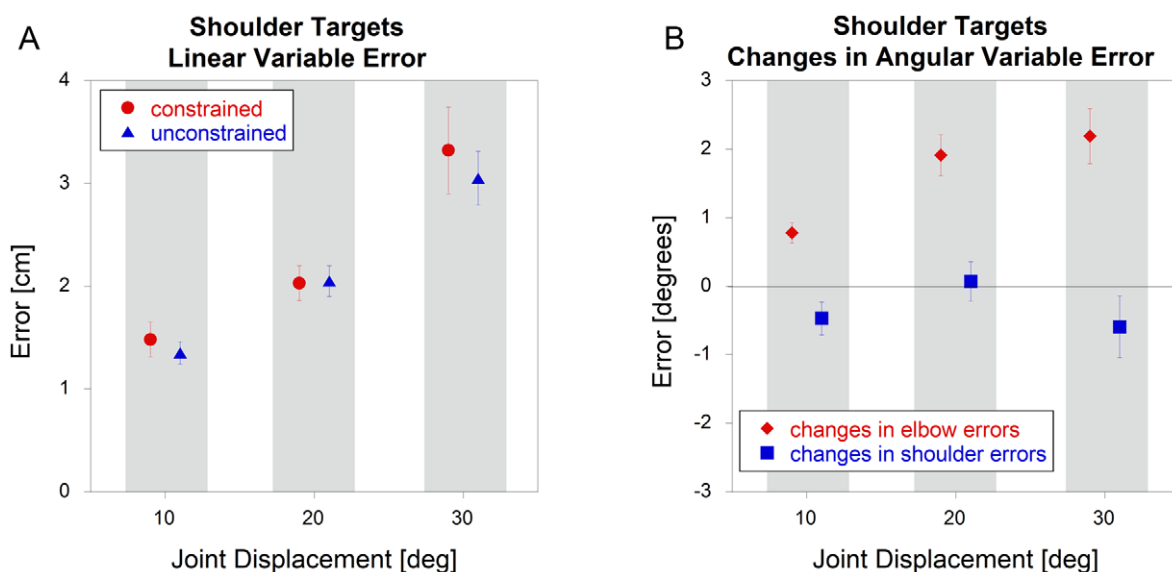 A
Shoulder Targets
Linear Variable Error
4
3
2
1
0
Error [cm]
constrained
unconstrained
10
20
30
Joint Displacement [deg]
B
Shoulder Targets
Changes in Angular Variable Error
3
2
1
0
-1
-2
-3
Error [degrees]
changes in elbow errors
changes in shoulder errors
10
20
30
Joint Displacement [deg]